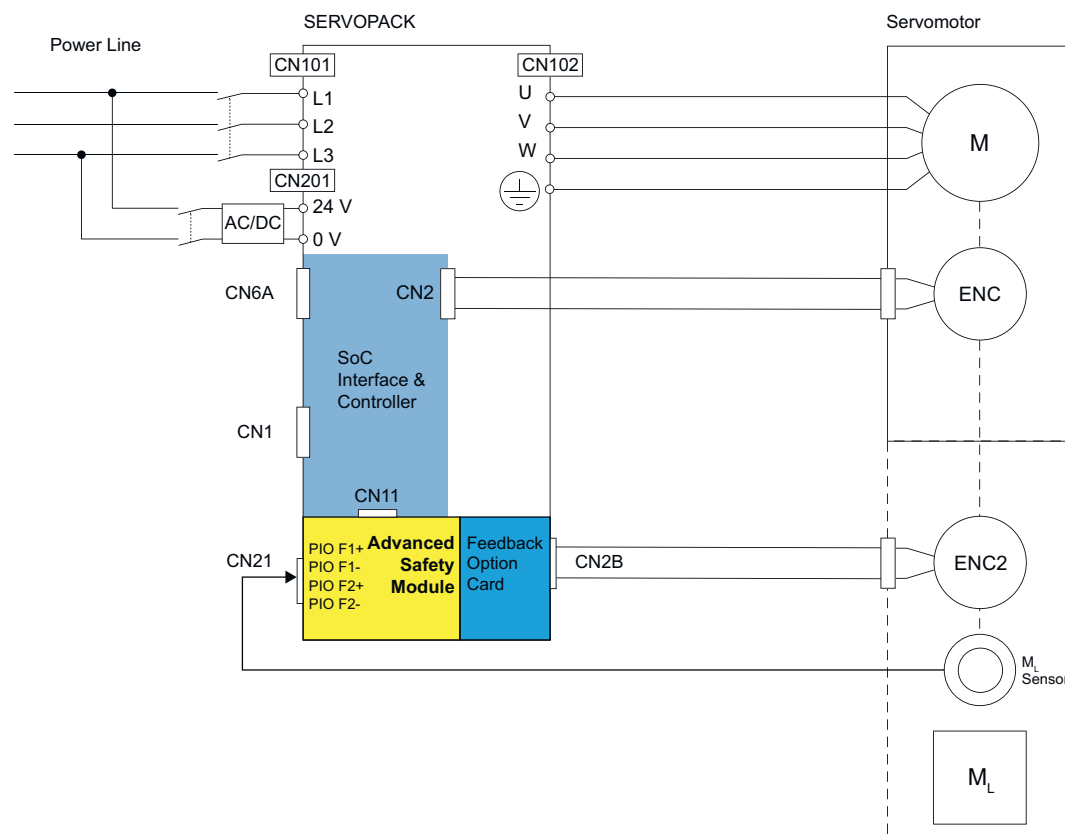 SERVOPACK
Servomotor
Power Line
CN101
CN102
L1
U
L2
V
L3
W
M
CN201
24 V
AC/DC
0 V
CN6A
CN2
ENC
SoC
Interface &
Controller
CN1
CN11
CN21
PIO F1+
PIO F1-
PIO F2+
PIO F2-
Advanced
Safety
Module
Feedback
Option
Card
CN2B
ENC2
ML
Sensor
ML